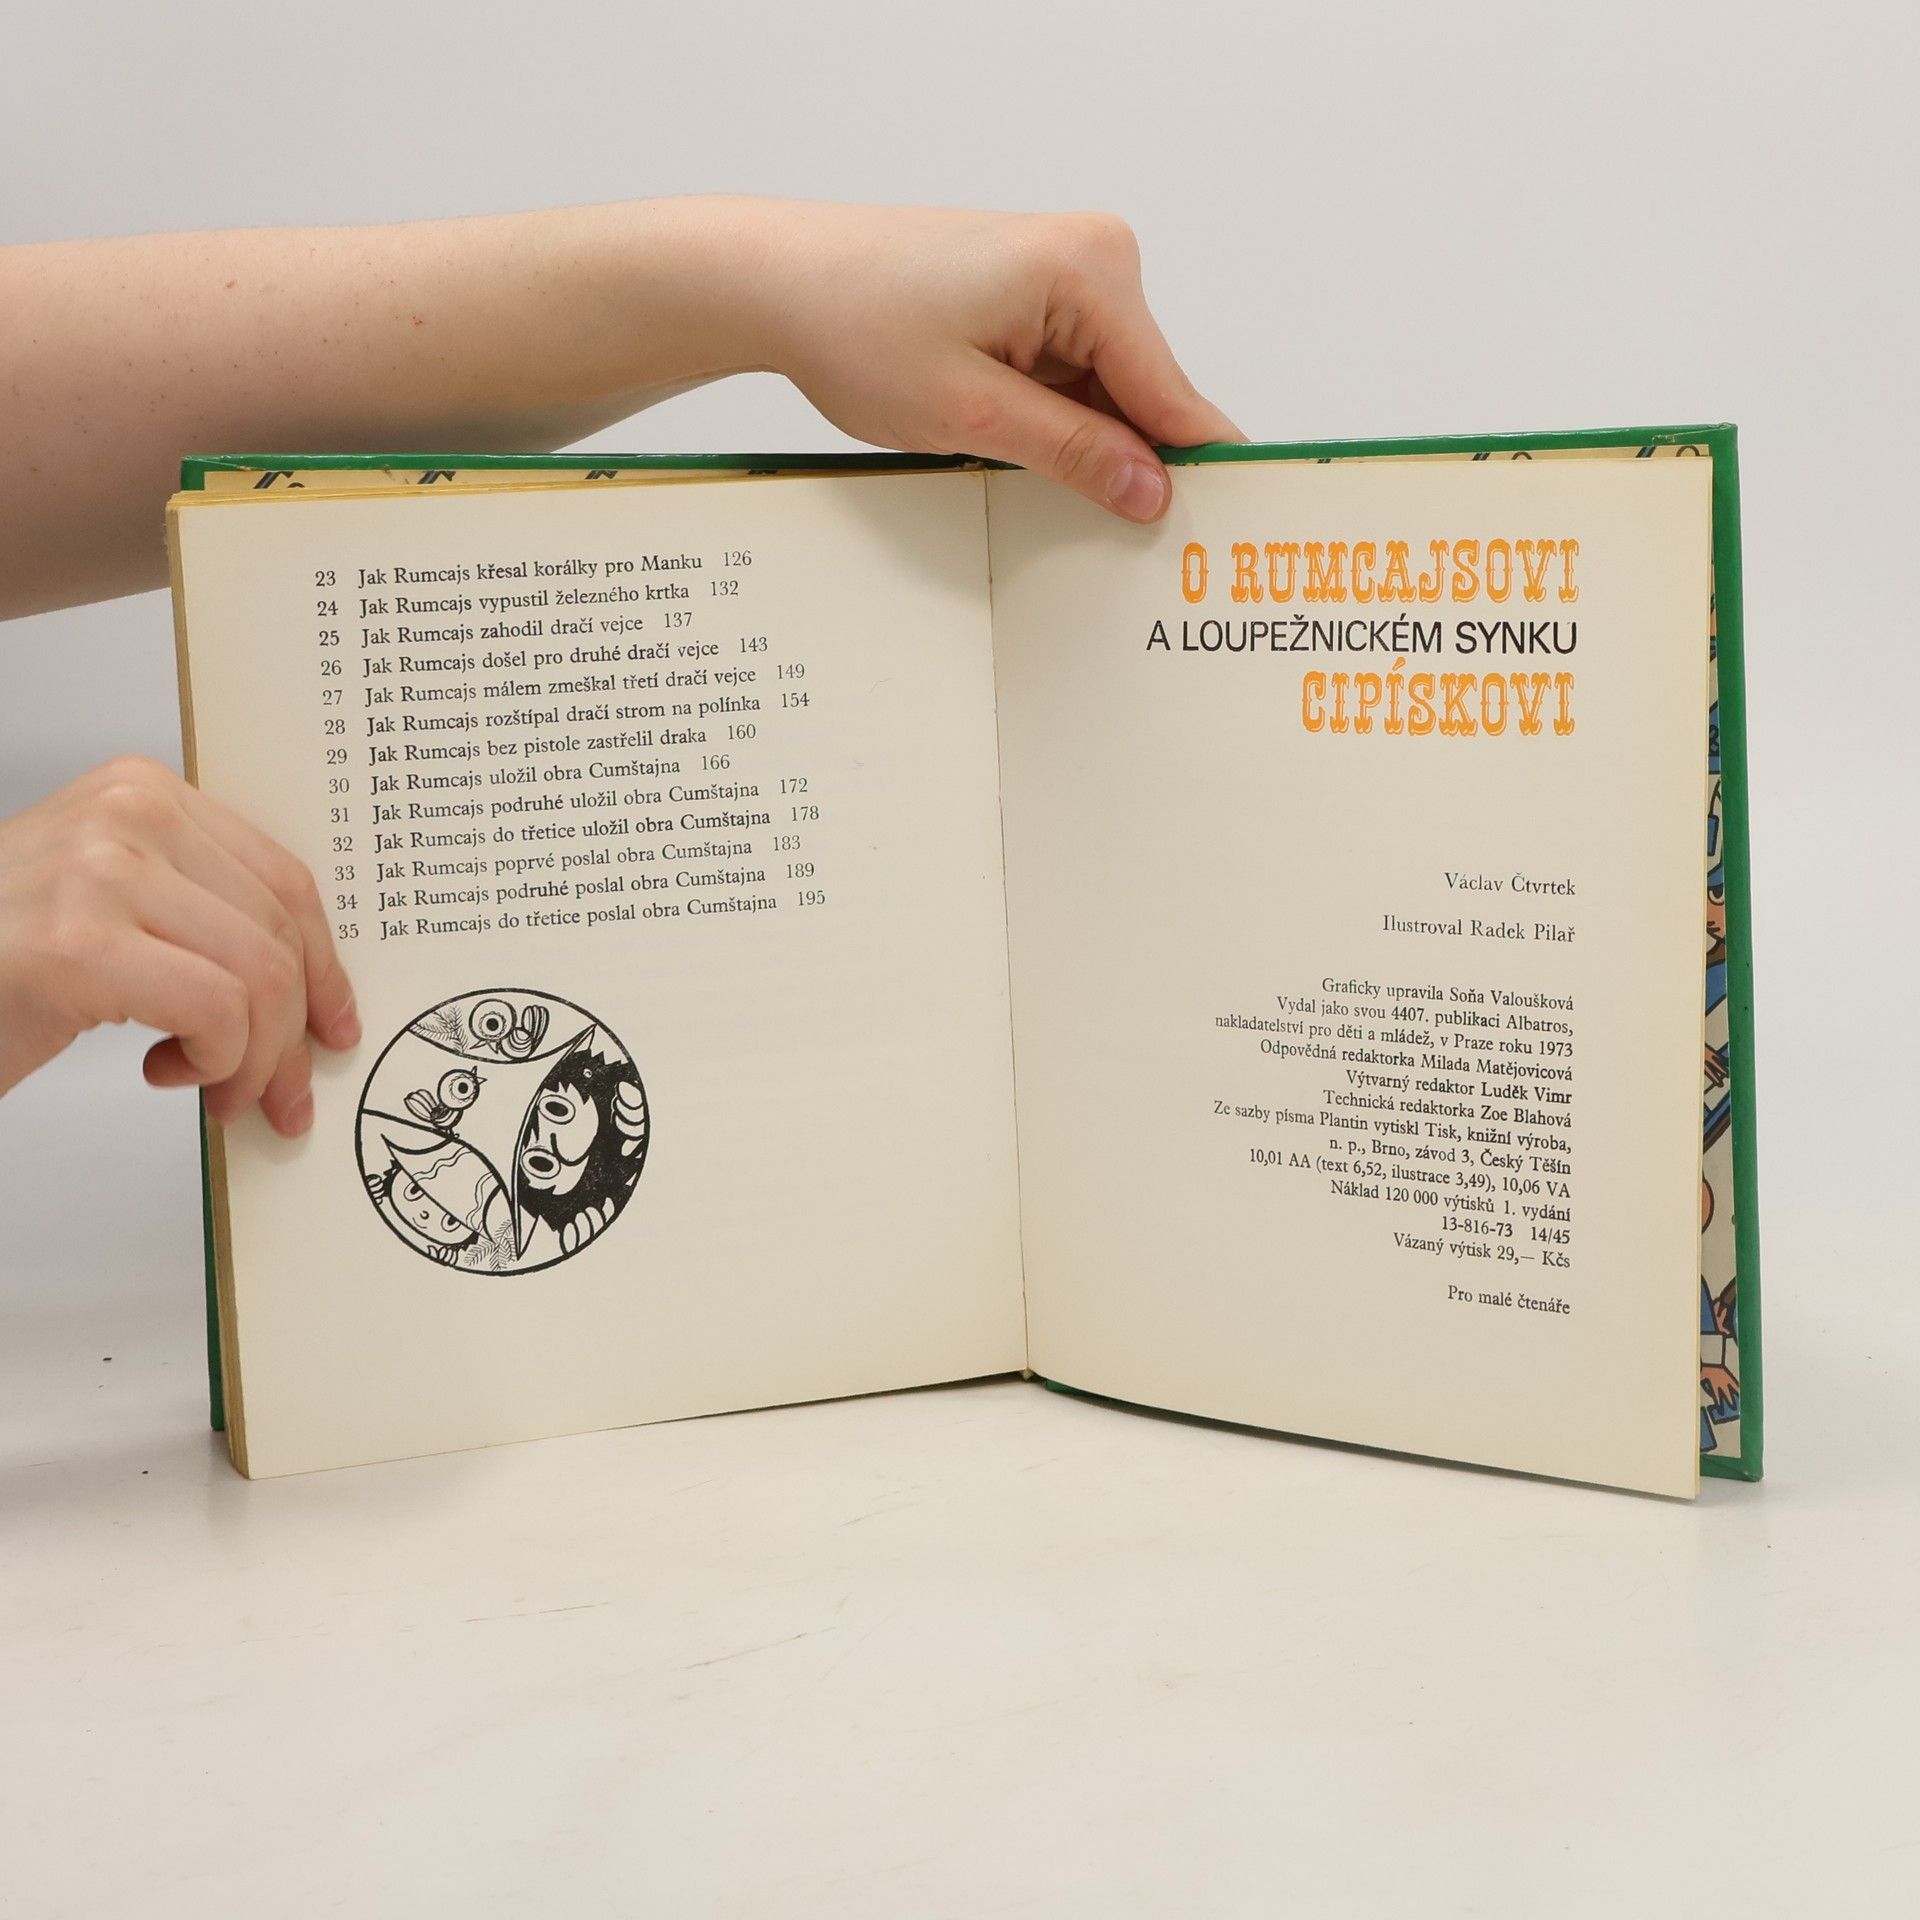 23 Jak Rumcajs křesal korálky pro Manku 126
24 Jak Rumcajs vypustil železného krtka 132
25 Jak Rumcajs zahodil dračí vejce 137
26 Jak Rumcajs došel pro druhé dračí vejce 143
27 Jak Rumcajs málem zmeškal třetí dračí vejce 149
28 Jak Rumcajs rozštípal dračí strom na polínka 154
29 Jak Rumcajs bez pistole zastřelil draka 160
30 Jak Rumcajs uložil obra Cumštajna 166
31 Jak Rumcajs podruhé uložil obra Cumštajna 172
32 Jak Rumcajs do třetice uložil obra Cumštajna 178
33 Jak Rumcajs poprvé poslal obra Cumštajna 183
34 Jak Rumcajs podruhé poslal obra Cumštajna 189
35 Jak Rumcajs do třetice poslal obra Cumštajna 195
O RUMCAJSOVI
A LOUPEŽNICKÉM SYNKU
CIPÍSKOVI
Václav Čtvrtek
Ilustroval Radek Pilař
Graficky upravila Soňa Valoušková
Vydal jako svou 4407. publikaci Albatros,
nakladatelství pro děti a mládež, v Praze roku 1973
Odpovědná redaktorka Milada Matějovicová
Výtvarný redaktor Luděk Vimr
Technická redaktorka Zoe Blahová
Ze sazby písma Plantin vytiskl Tisk, knižní výroba,
n. p., Brno, závod 3, Český Těšín
10,01 AA (text 6,52, ilustrace 3,49), 10,06 VA
Náklad 120 000 výtisků 1. vydání
13-816-73 14/45
Vázaný výtisk 29,— Kčs
Pro malé čtenáře